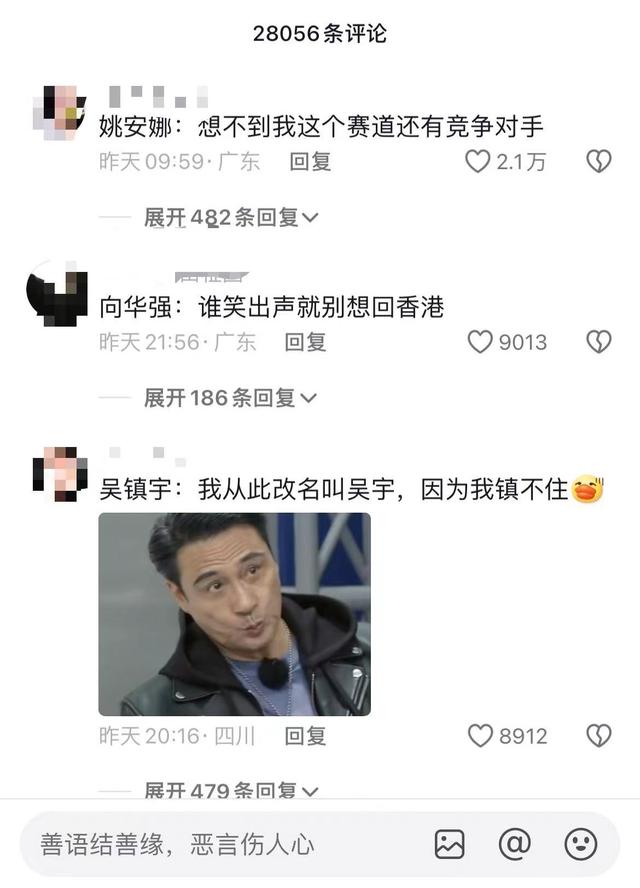 28056条评论
姚安娜：想不到我这个赛道还有竞争对手
昨天 09:59·广东 回复 2.1万
展开482条回复
向华强：谁笑出声就别想回香港
昨天 21:56·广东 回复 9013
展开186条回复
吴镇宇：我从此改名叫吴宇，因为我镇不住
昨天 20:16·四川 回复 8912
展开479条回复
善语结善缘，恶言伤人心